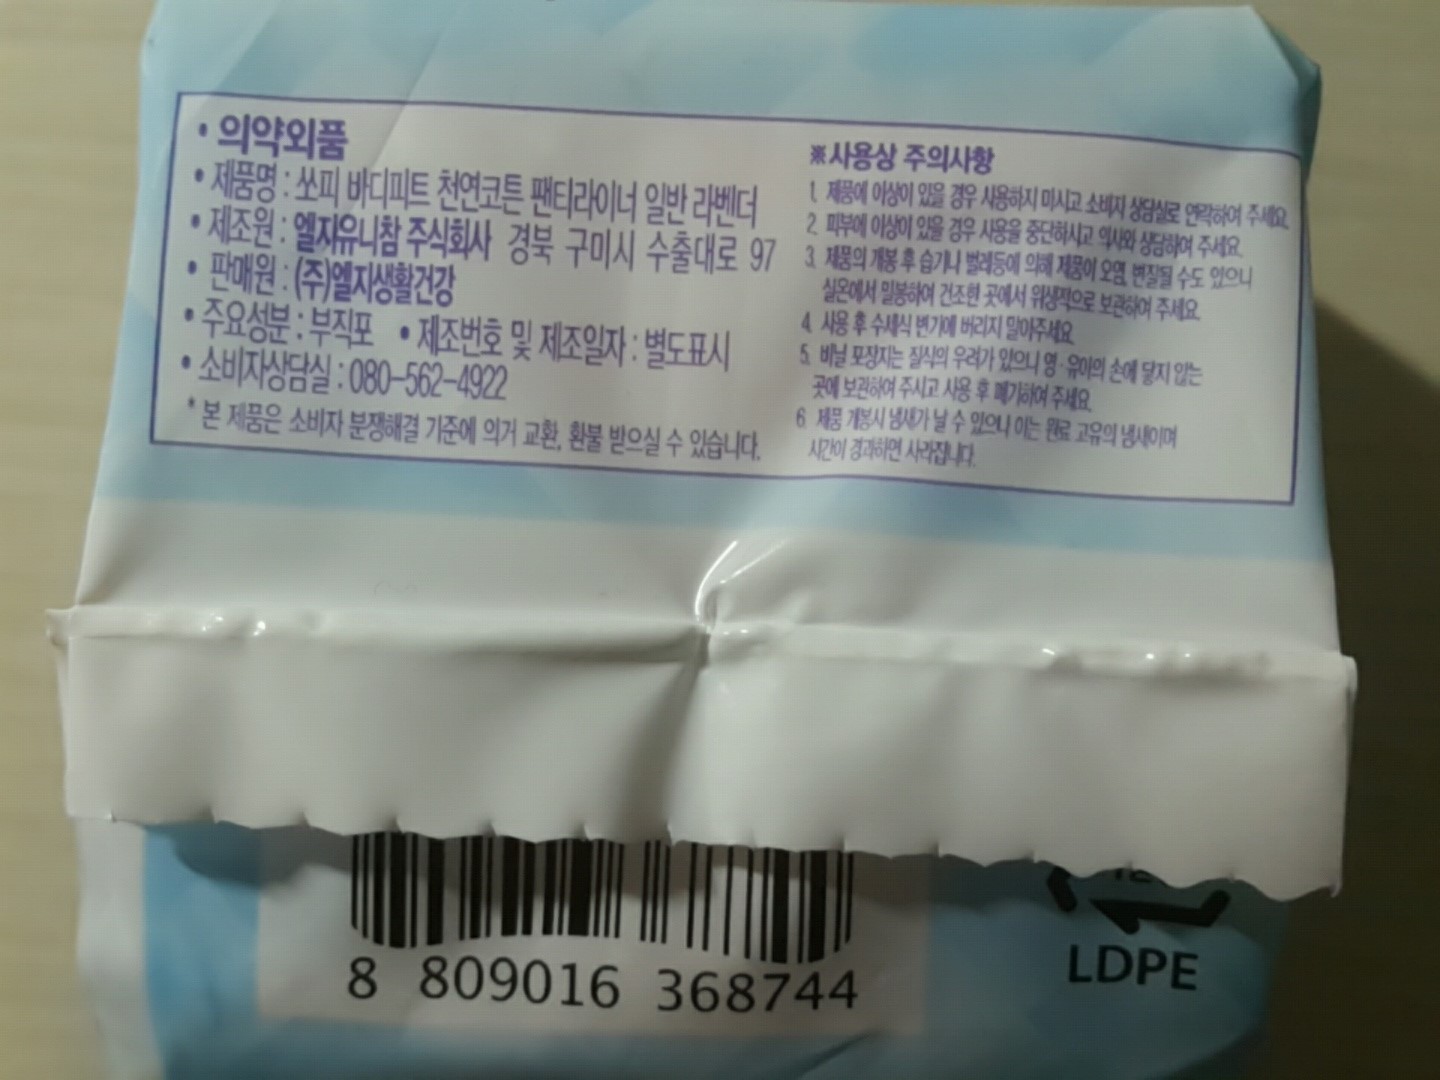 • 의약외품
• 제품명 : 쏘피 바디피트 천연코튼 팬티라이너 일반 라벤더
• 제조원 : 엘지유니참 주식회사 경북 구미시 수출대로 97
• 판매원 : (주)엘지생활건강
• 주요성분 : 부직포 • 제조번호 및 제조일자 : 별도표시
• 소비자상담실 : 080-562-4922
* 본 제품은 소비자 분쟁해결 기준에 의거 교환, 환불 받으실 수 있습니다.
※사용상 주의사항
1. 제품에 이상이 있을 경우 사용하지 마시고 소비자 상담실로 연락하여 주세요.
2. 피부에 이상이 있을 경우 사용을 중단하시고 의사와 상담하여 주세요.
3. 제품의 개봉 후 습기나 벌레등에 의해 제품이 오염, 변질될 수도 있으니
실온에서 밀봉하여 건조한 곳에서 위생적으로 보관하여 주세요.
4. 사용 후 수세식 변기에 버리지 말아주세요.
5. 비닐 포장지는 질식의 우려가 있으니 영·유아의 손에 닿지 않는
곳에 보관하여 주시고 사용 후 폐기하여 주세요.
6. 제품 개봉시 냄새가 날 수 있으니 이는 원료 고유의 냄새이며
시간이 경과하면 사라집니다.
8 809016 368744
LDPE